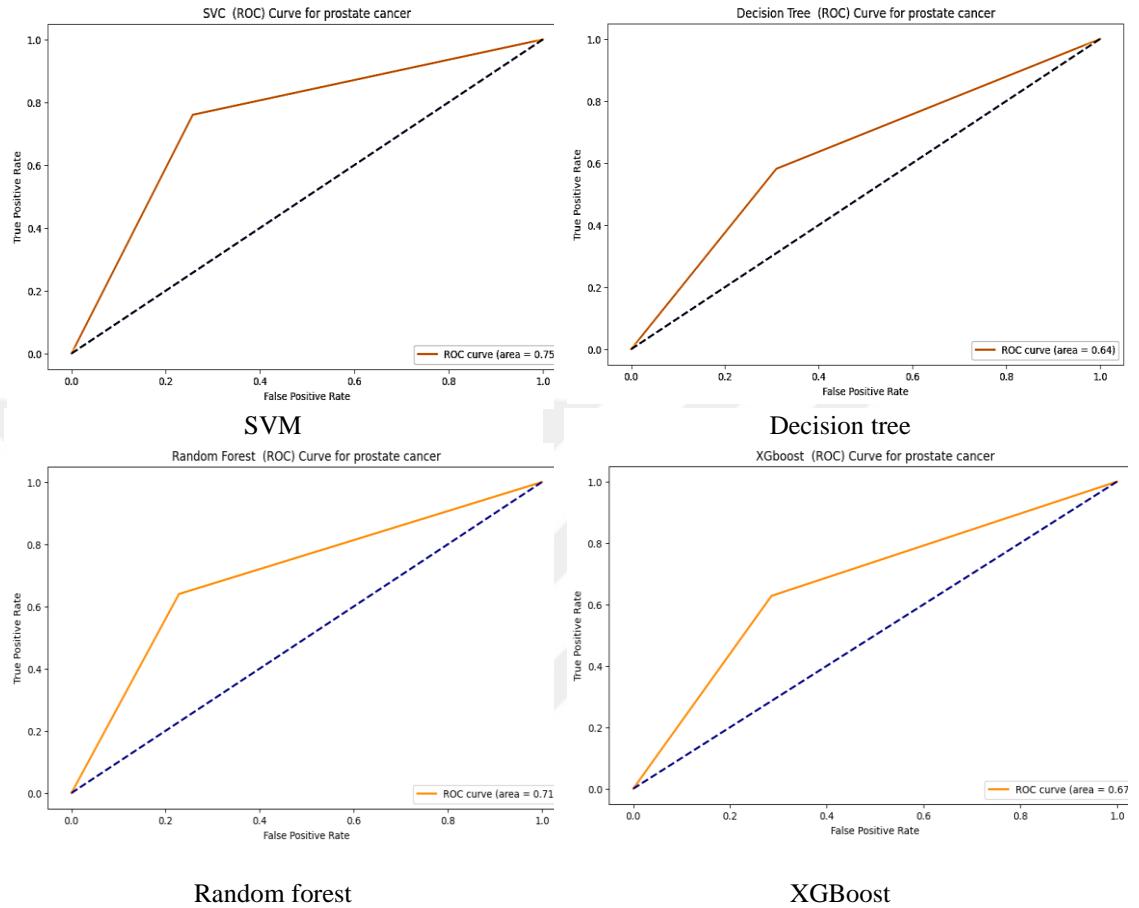 SVC (ROC) Curve for prostate cancer
1.0
0.8
0.6
0.4
0.2
0.0
True Positive Rate
ROC curve (area = 0.75
0.0 0.2 0.4 0.6 0.8 1.0
False Positive Rate
SVM
Decision Tree (ROC) Curve for prostate cancer
1.0
0.8
0.6
0.4
0.2
0.0
True Positive Rate
ROC curve (area = 0.64)
0.0 0.2 0.4 0.6 0.8 1.0
False Positive Rate
Decision tree
Random Forest (ROC) Curve for prostate cancer
1.0
0.8
0.6
0.4
0.2
0.0
True Positive Rate
ROC curve (area = 0.71
0.0 0.2 0.4 0.6 0.8 1.0
False Positive Rate
Random forest
XGboost (ROC) Curve for prostate cancer
1.0
0.8
0.6
0.4
0.2
0.0
True Positive Rate
ROC curve (area = 0.67
0.0 0.2 0.4 0.6 0.8 1.0
False Positive Rate
XGBoost